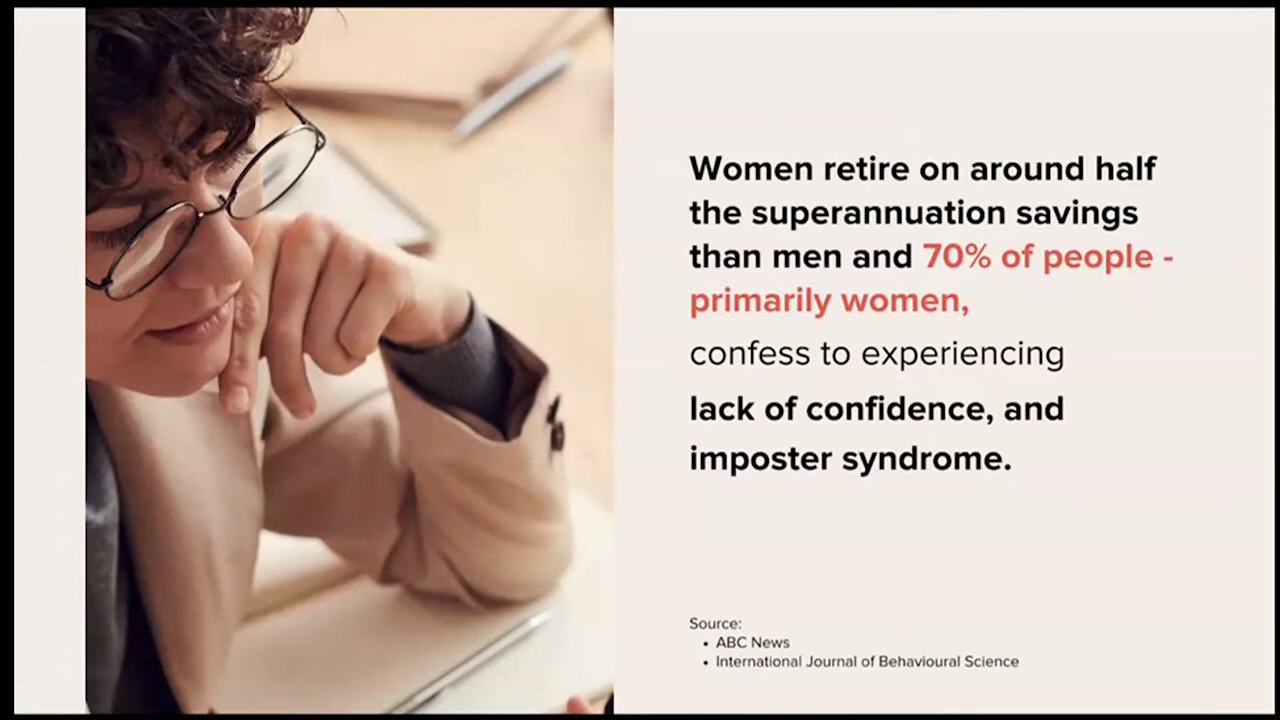 Women retire on around half
the superannuation savings
than men and 70% of people -
primarily women,
confess to experiencing
lack of confidence, and
imposter syndrome.
Source:
• ABC News
• International Journal of Behavioural Science